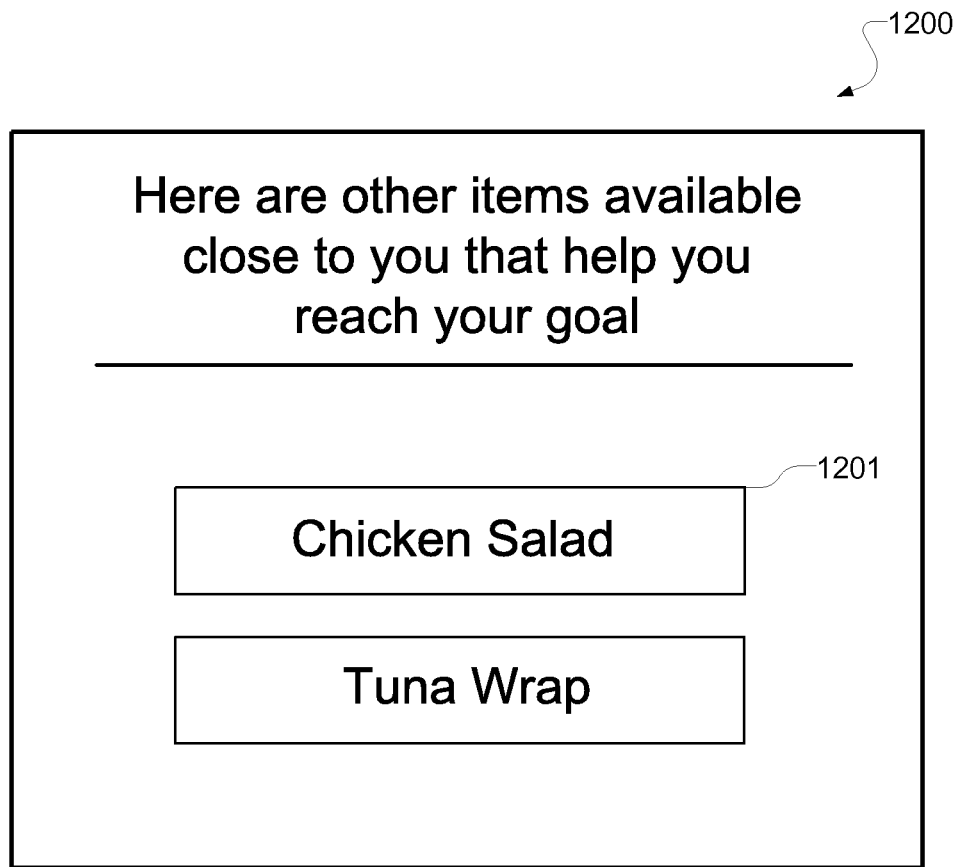 1200
Here are other items available
close to you that help you
reach your goal
1201
Chicken Salad
Tuna Wrap